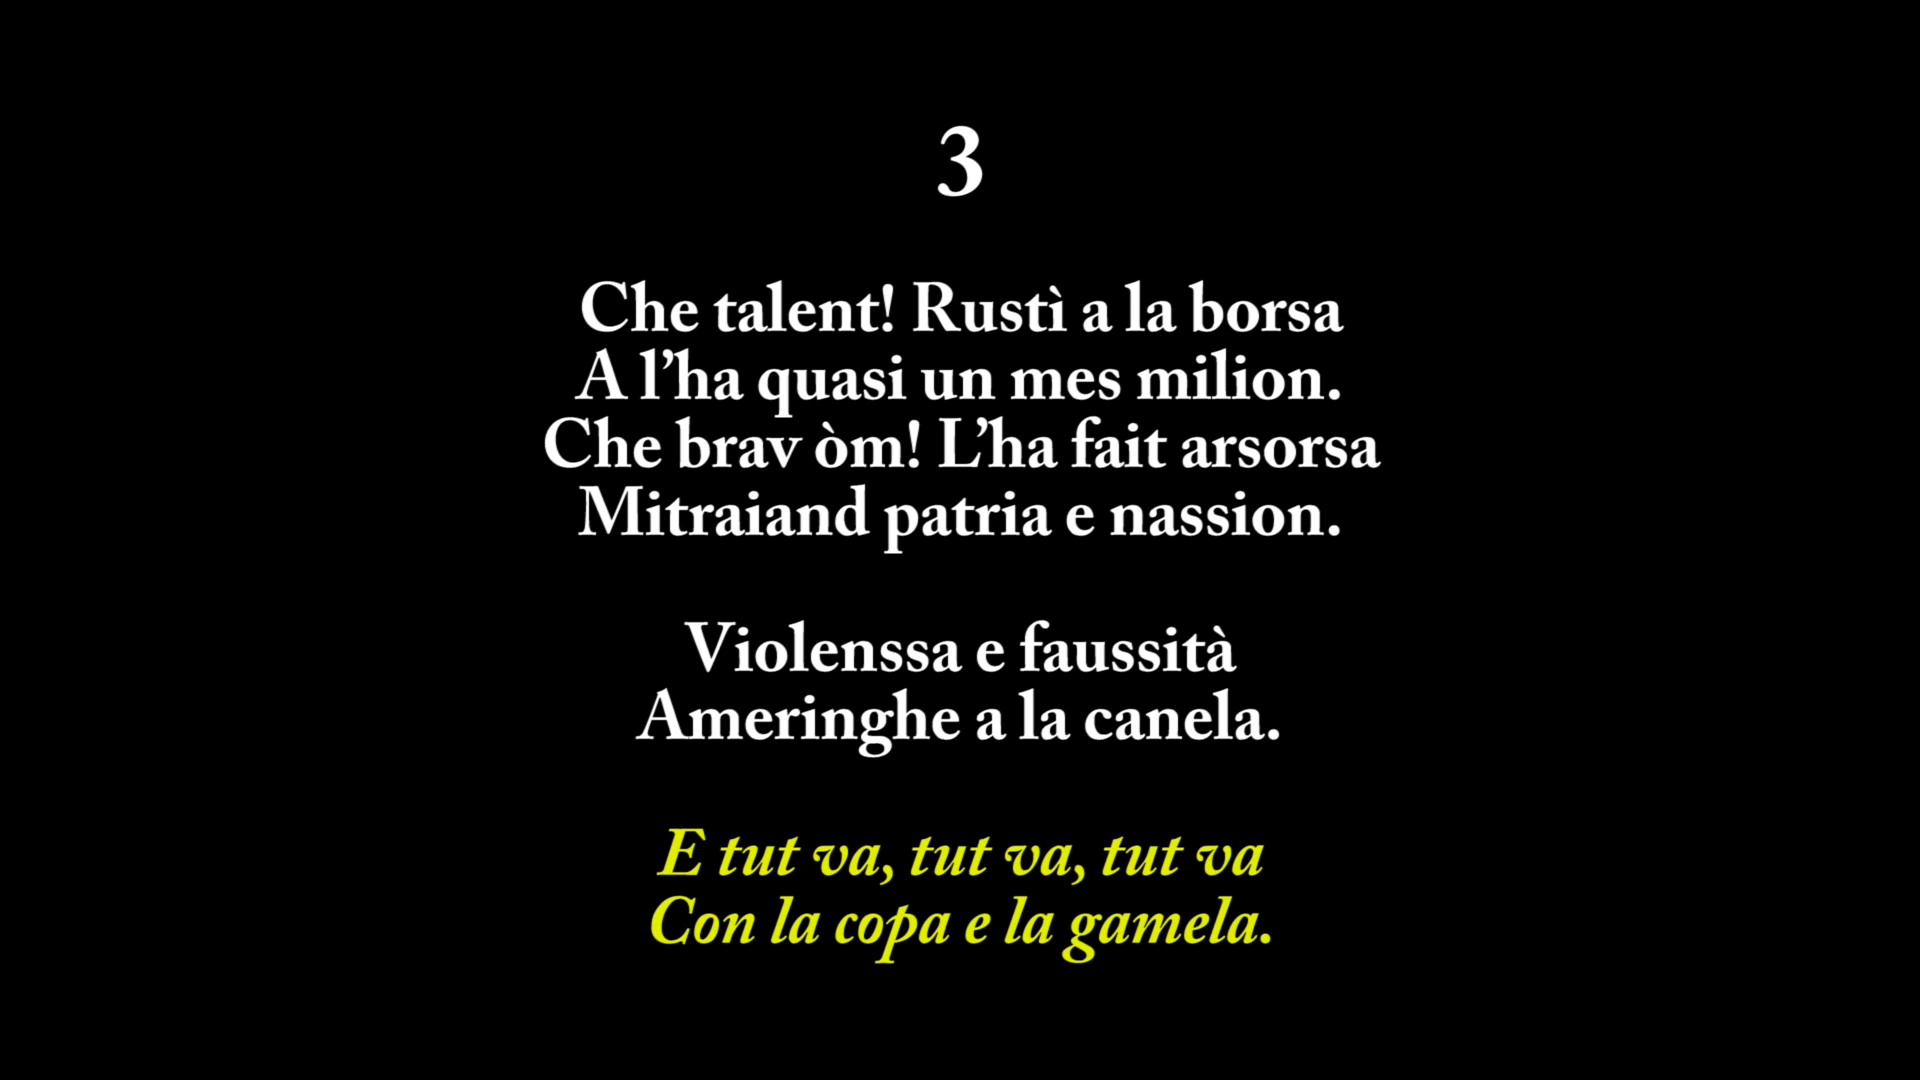 3
Che talent! Rustì a la borsa
A l’ha quasi un mes milion.
Che brav òm! L’ha fait arsorsa
Mitraiand patria e nassion.
Violenssa e faussità
Ameringhe a la canela.
E tut va, tut va, tut va
Con la copa e la gamela.